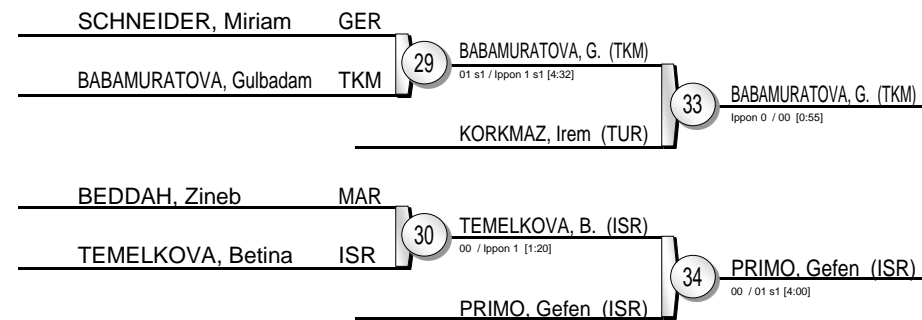 SCHNEIDER, Miriam GER
29
BABAMURATOVA, G. (TKM)
01 s1 / Ippon 1 s1 [4:32]
BABAMURATOVA, Gulbadam TKM
33
BABAMURATOVA, G. (TKM)
Ippon 0 / 00 [0:55]
KORKMAZ, Irem (TUR)
BEDDAH, Zineb MAR
30
TEMELKOVA, B. (ISR)
00 / Ippon 1 [1:20]
TEMELKOVA, Betina ISR
34
PRIMO, Gefen (ISR)
00 / 01 s1 [4:00]
PRIMO, Gefen (ISR)